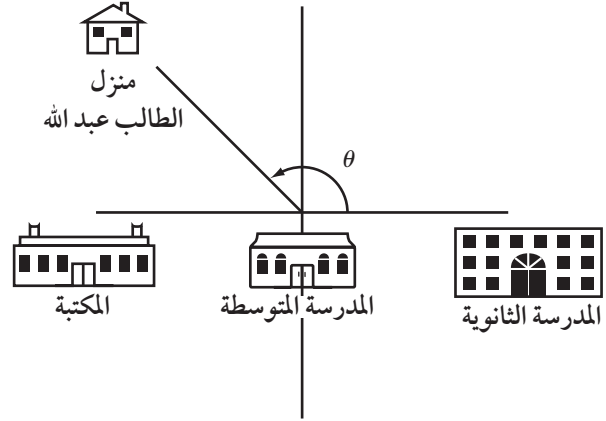 منزل
الطالب عبد الله
θ
المكتبة
المدرسة المتوسطة
المدرسة الثانوية